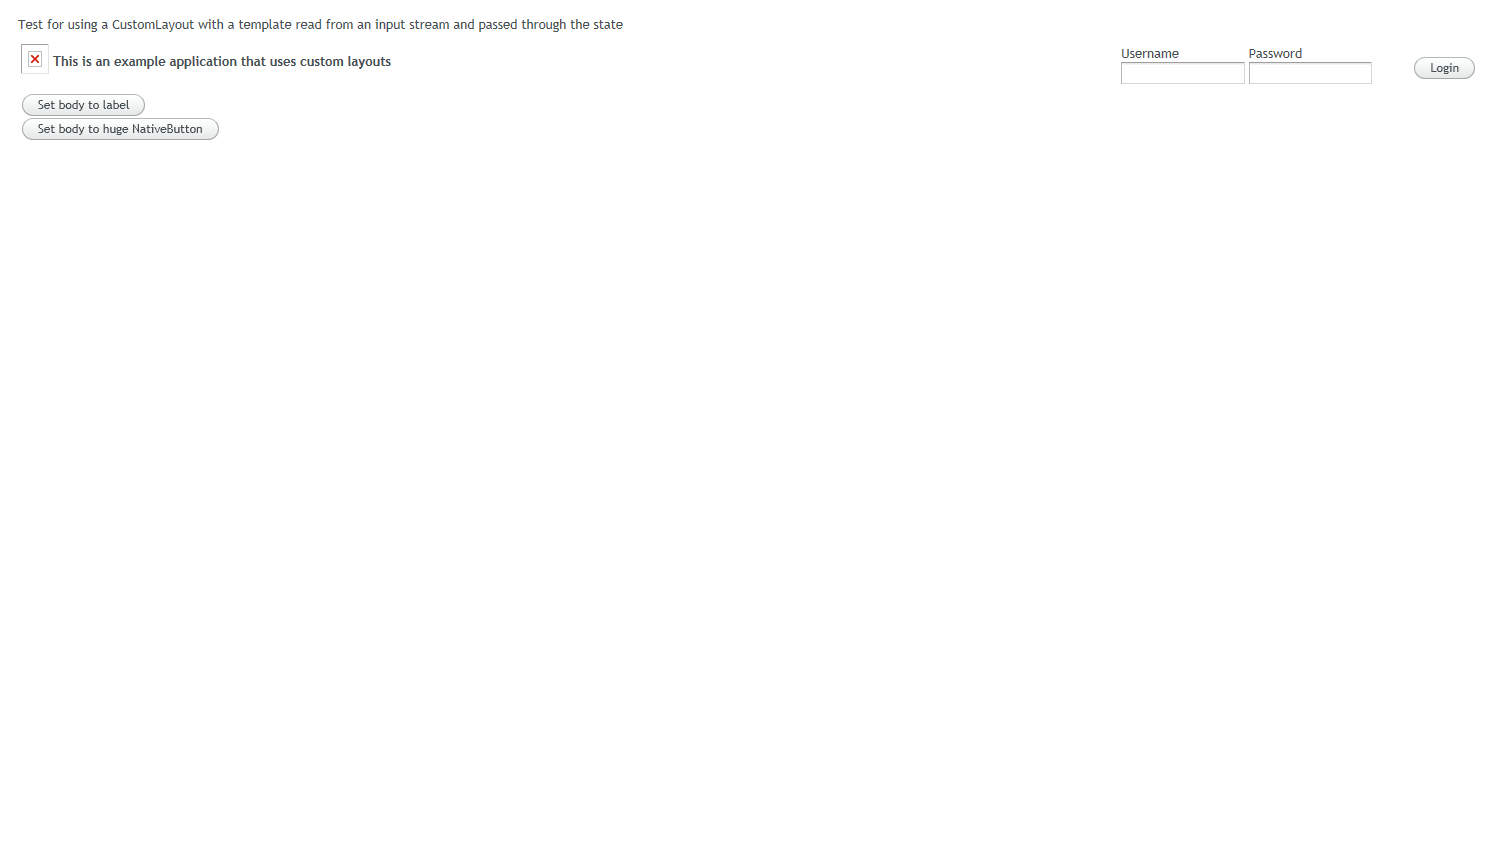 Test for using a CustomLayout with a template read from an input stream and passed through the state
This is an example application that uses custom layouts
Username Password
Login
Set body to label
Set body to huge NativeButton